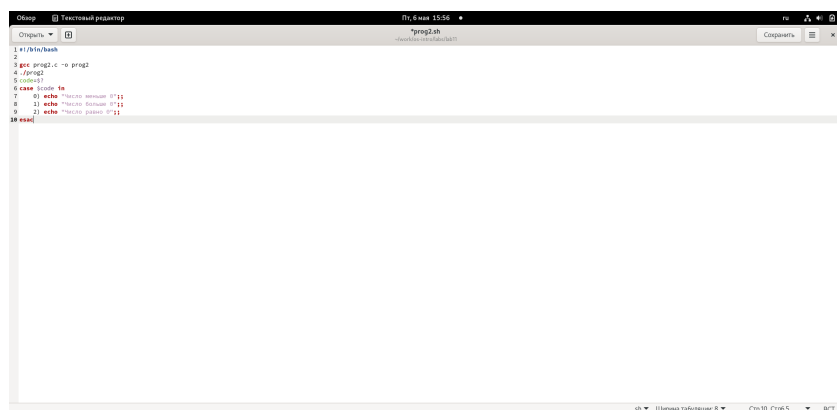 Обзор Текстовый редактор Пт, 6 мая 15:56 ru
Открыть *prog2.sh Сохранить
1 #!/bin/bash
2
3 gcc prog2.c -o prog2
4 ./prog2
5 code=$?
6 case $code in
7 0) echo "Число меньше 0";;
8 1) echo "Число больше 0";;
9 2) echo "Число равно 0";;
10 esac
sh Ширина табуляции: 8 Стр 10, Стлб 5 ВСТ